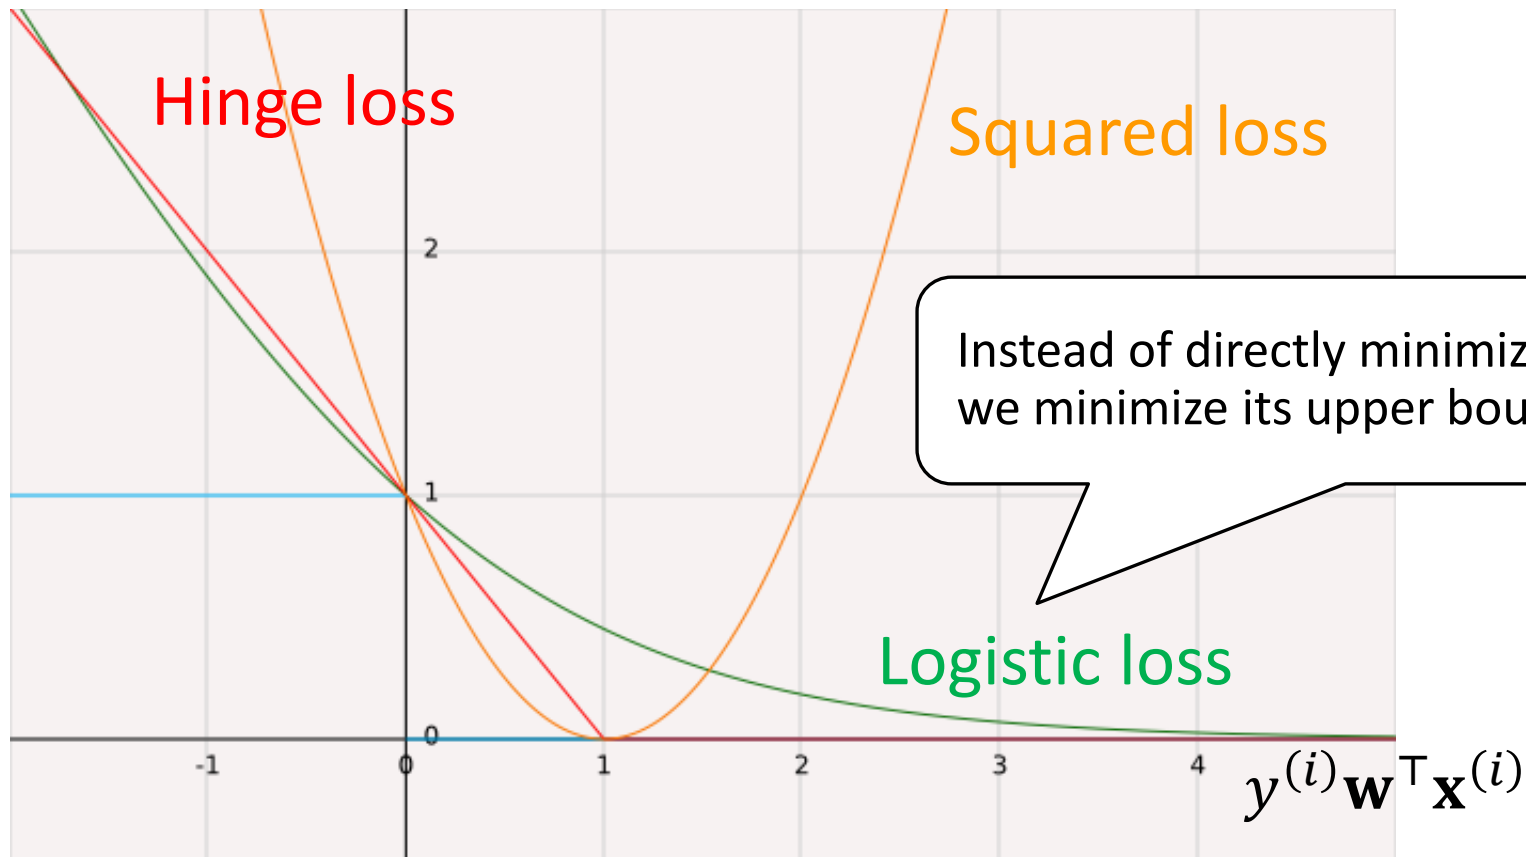 Hinge loss
Squared loss
2
Instead of directly minimiz
we minimize its upper bou
1
Logistic loss
0
-1 0 1 2 3 4
y⁽ⁱ⁾w⊤x⁽ⁱ⁾